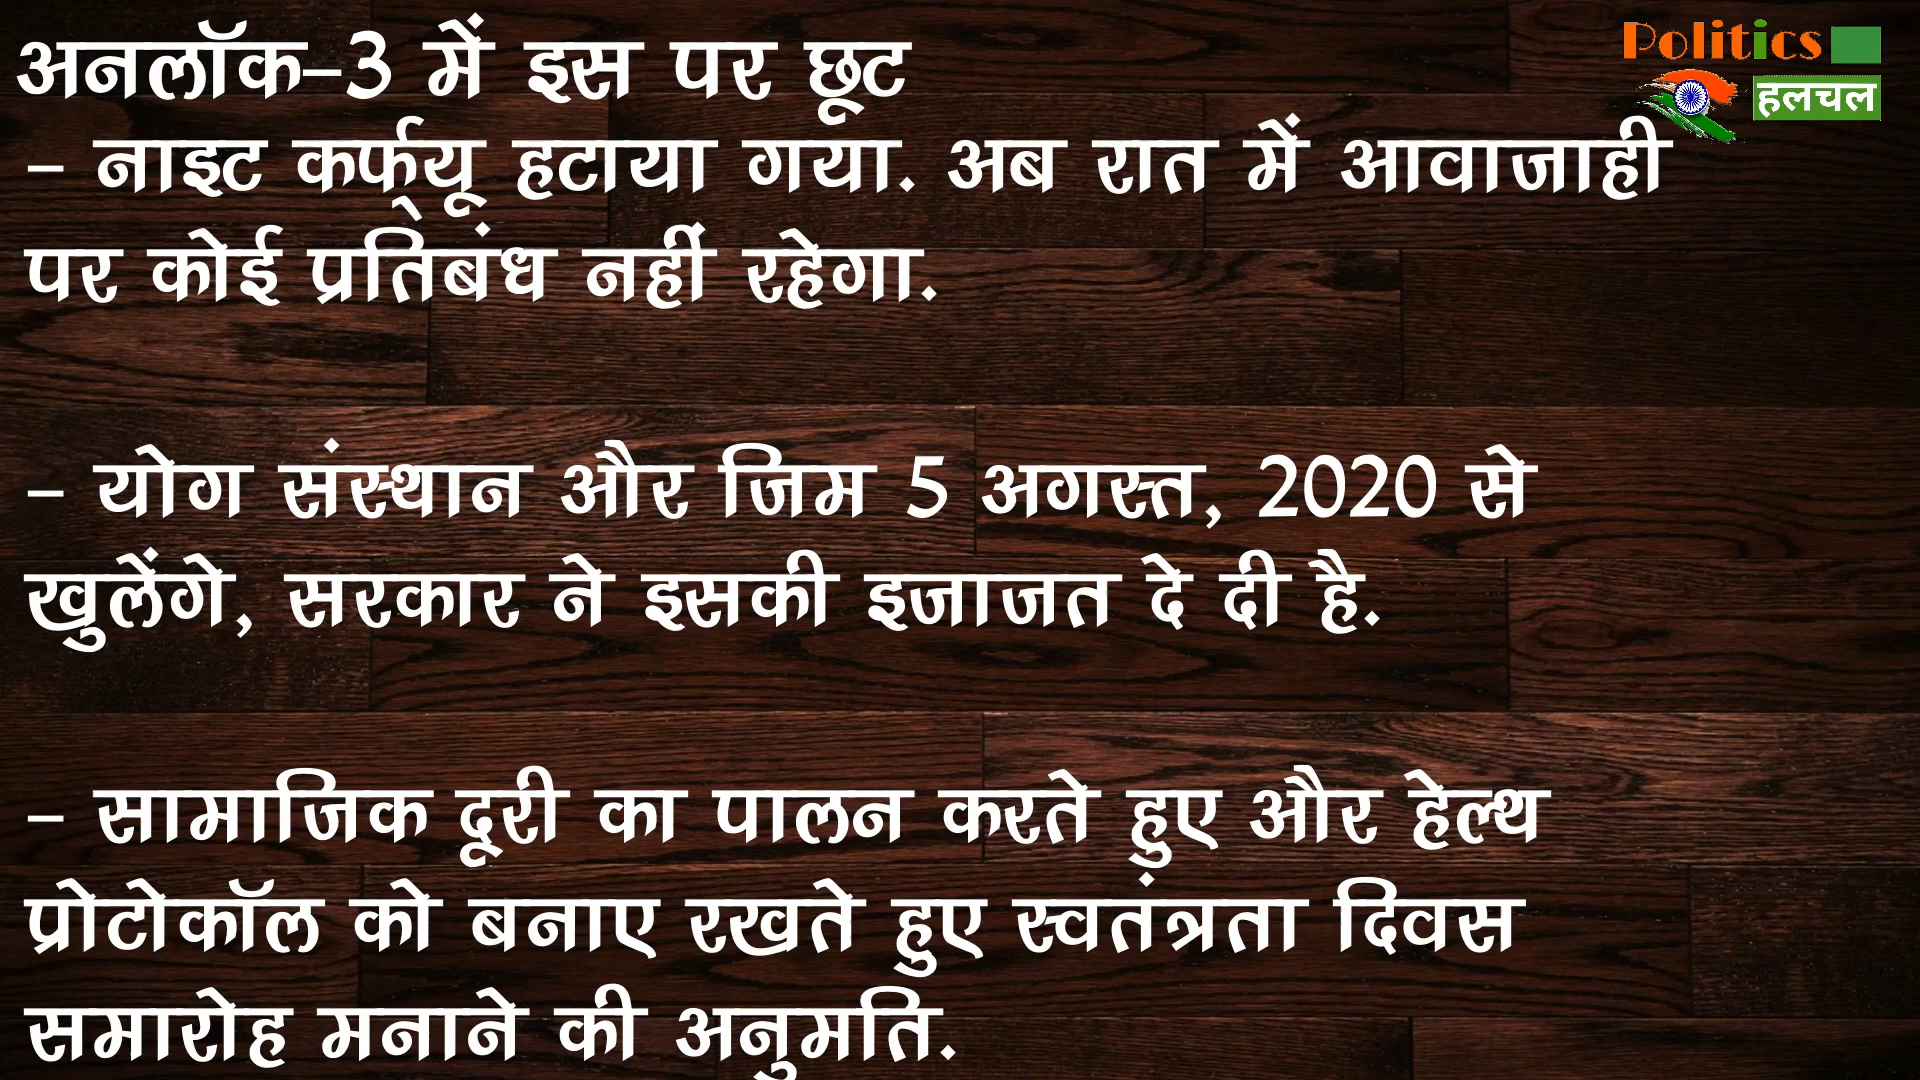 अनलॉक-3 में इस पर छूट
Politics
हलचल
- नाइट कर्फ्यू हटाया गया. अब रात में आवाजाही
पर कोई प्रतिेबंध नहीं रहेगा.
- योग संस्थान और जिम 5 अगस्त, 2020 से
खुलेंगे, सरकार ने इसकी इजाजत दे दी है.
- सामाजिक दूरी का पालन करते हुए और हेल्थ
प्रोटोकॉल को बनाए रखते हुए स्वतंत्रता दिवस
समारोह मनाने की अनुमति.